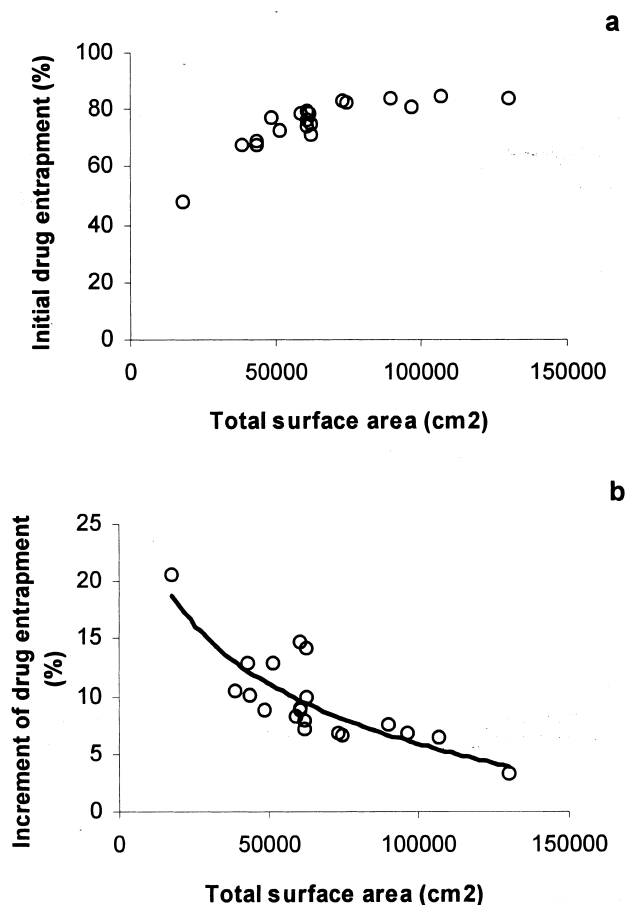 a
Initial drug entrapment (%)
100
80
60
40
20
0
0 50000 100000 150000
Total surface area (cm2)
b
Increment of drug entrapment
(%)
25
20
15
10
5
0
0 50000 100000 150000
Total surface area (cm2)